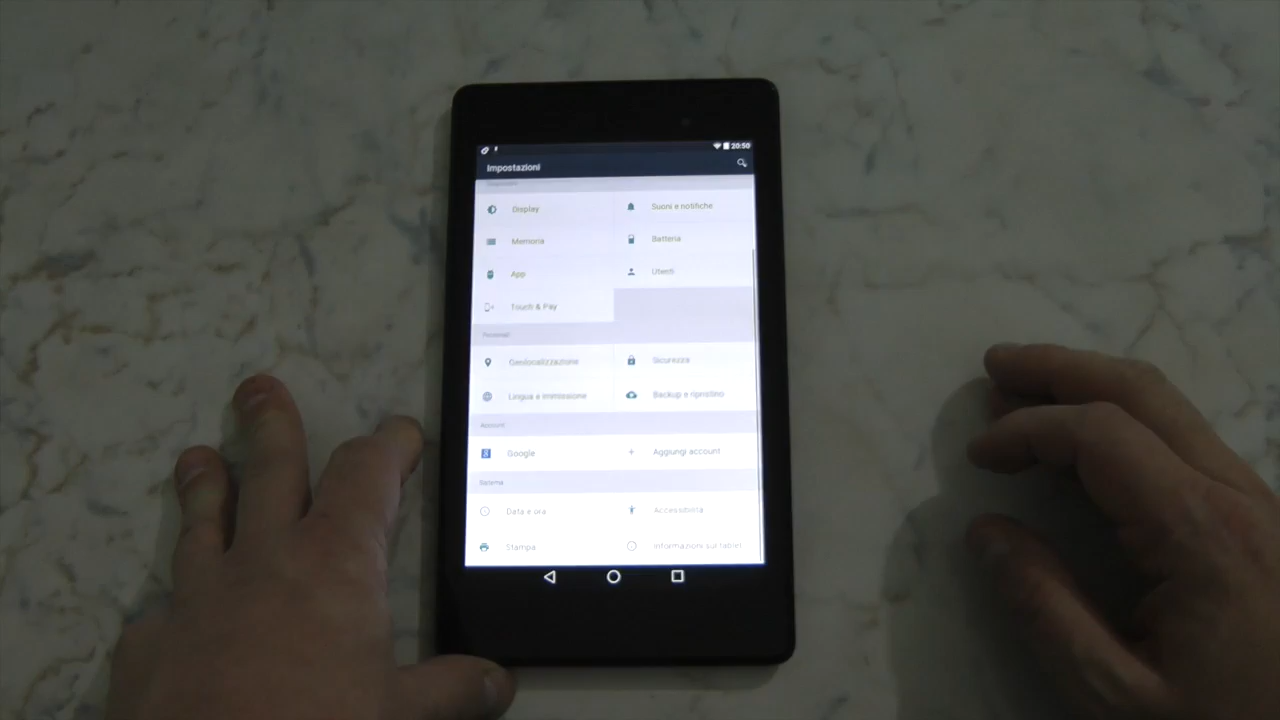 20:50
Impostazioni
Display
Suoni e notifiche
Memoria
Batteria
App
Utenti
Touch & Pay
Personali
Geolocalizzazione
Sicurezza
Lingua e immissione
Backup e ripristino
Account
Google
Aggiungi account
Sistema
Data e ora
Accessibilità
Stampa
Informazioni sul tablet